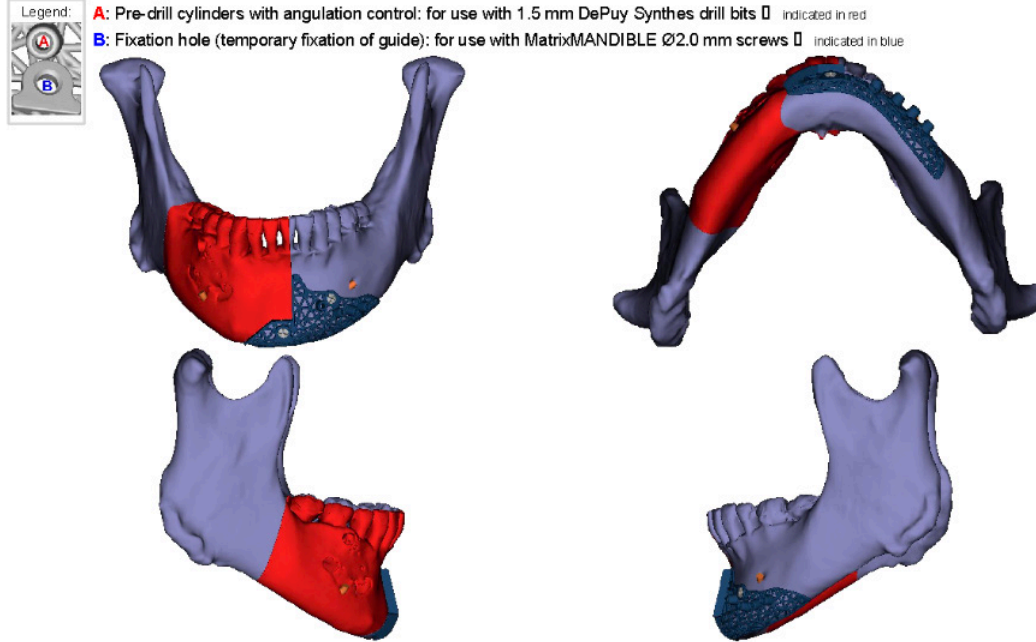 Legend:
A: Pre-drill cylinders with angulation control: for use with 1.5 mm DePuy Synthes drill bits ▯ indicated in red
A
B: Fixation hole (temporary fixation of guide): for use with MatrixMANDIBLE Ø2.0 mm screws ▯ indicated in blue
B